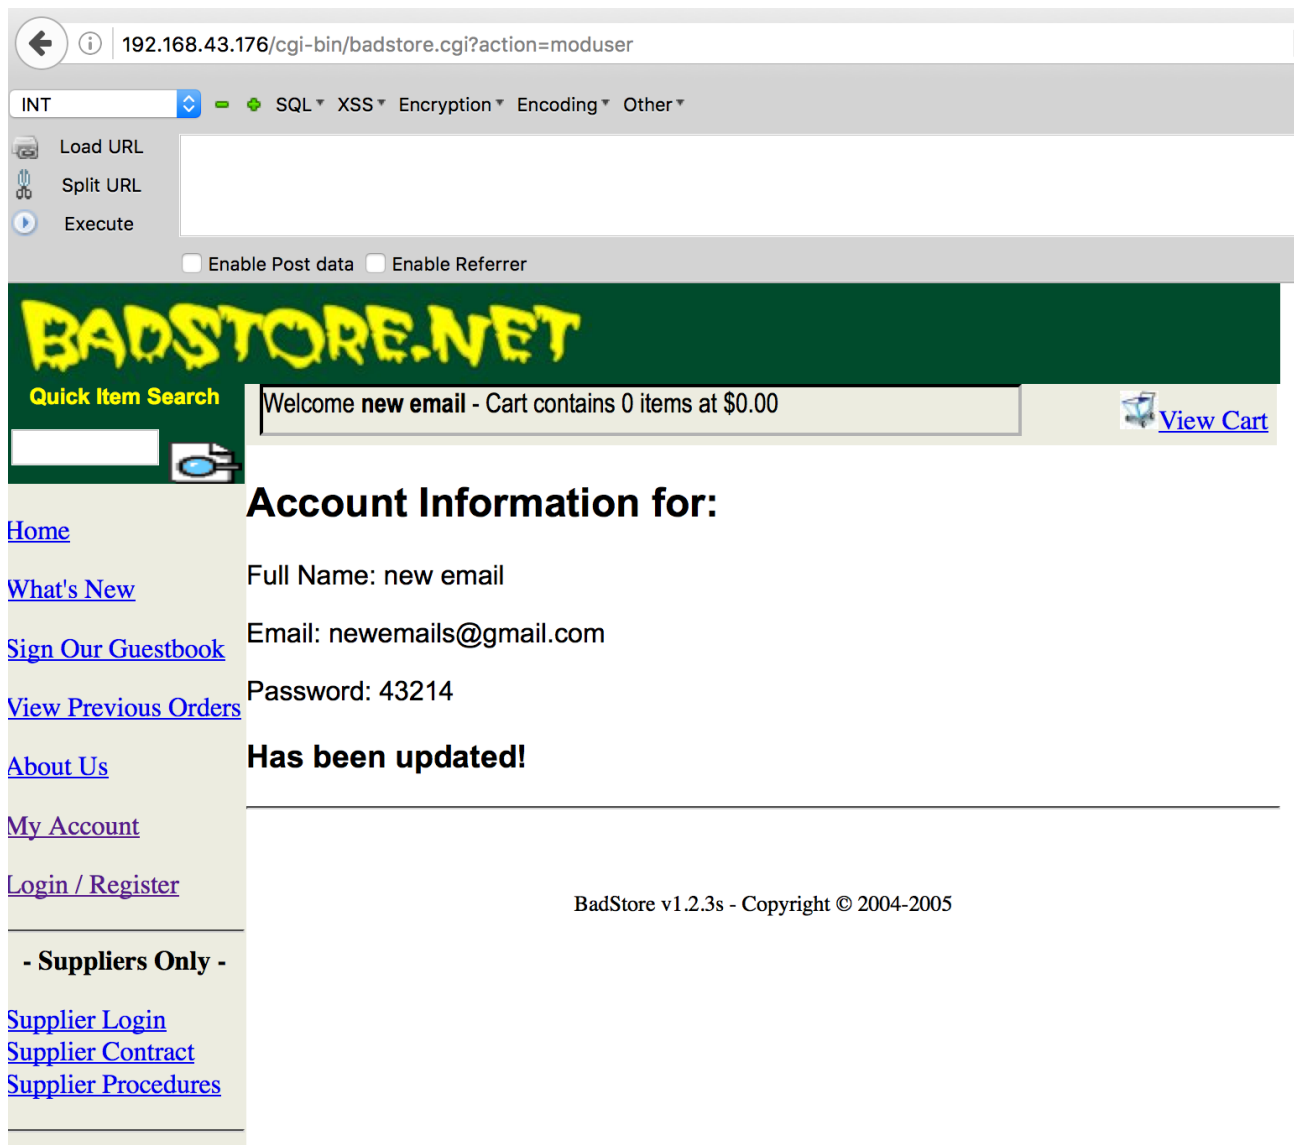 192.168.43.176/cgi-bin/badstore.cgi?action=moduser
INT SQL XSS Encryption Encoding Other
Load URL
Split URL
Execute
Enable Post data Enable Referrer
BADSTORE.NET
Quick Item Search
Welcome new email - Cart contains 0 items at $0.00
View Cart
Home
What's New
Sign Our Guestbook
View Previous Orders
About Us
My Account
Login / Register
- Suppliers Only -
Supplier Login
Supplier Contract
Supplier Procedures
Account Information for:
Full Name: new email
Email: newemails@gmail.com
Password: 43214
Has been updated!
BadStore v1.2.3s - Copyright © 2004-2005